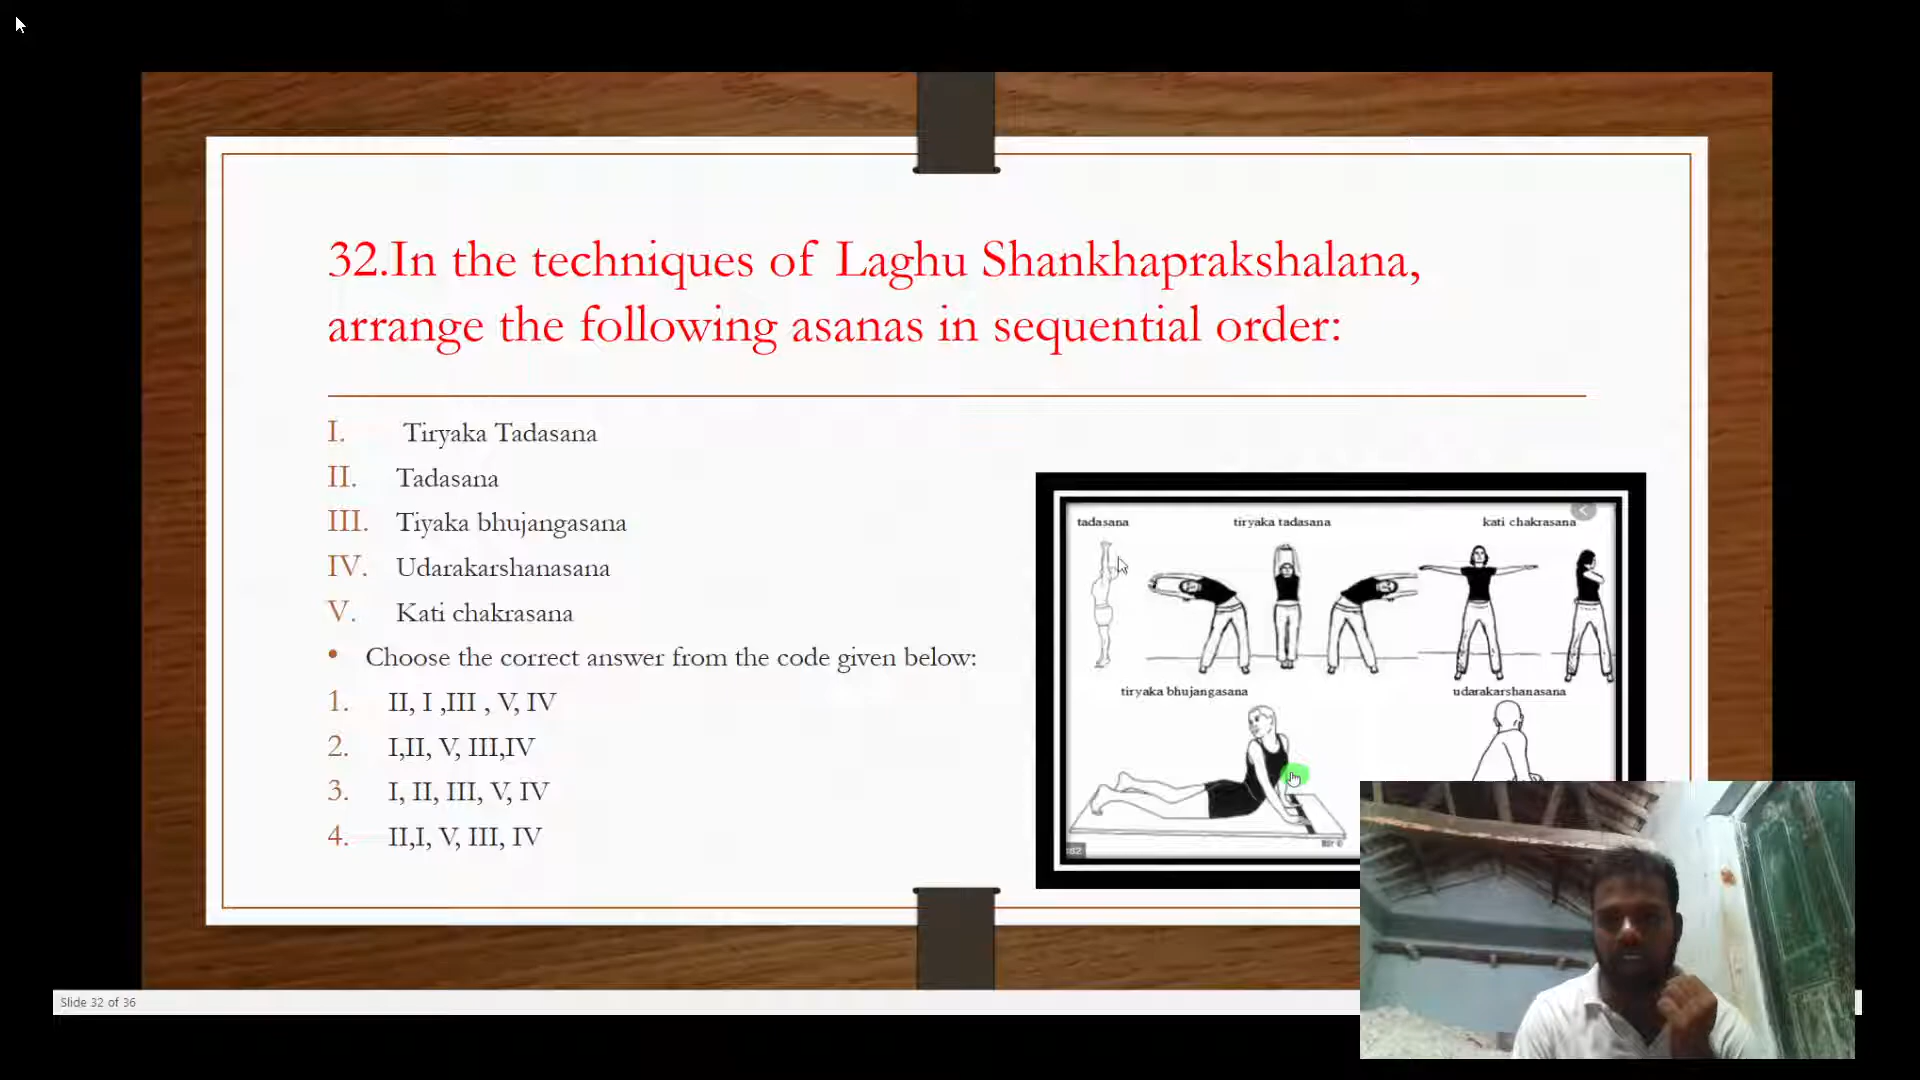 32.In the techniques of Laghu Shankhaprakshalana,
arrange the following asanas in sequential order:
I. Tiryaka Tadasana
II. Tadasana
III. Tiyaka bhujangasana
IV. Udarakarshanasana
V. Kati chakrasana
• Choose the correct answer from the code given below:
1. II, I ,III , V, IV
2. I,II, V, III,IV
3. I, II, III, V, IV
4. II,I, V, III, IV
tadasana tiryaka tadasana kati chakrasana
tiryaka bhujangasana udarakarshanasana
Slide 32 of 36